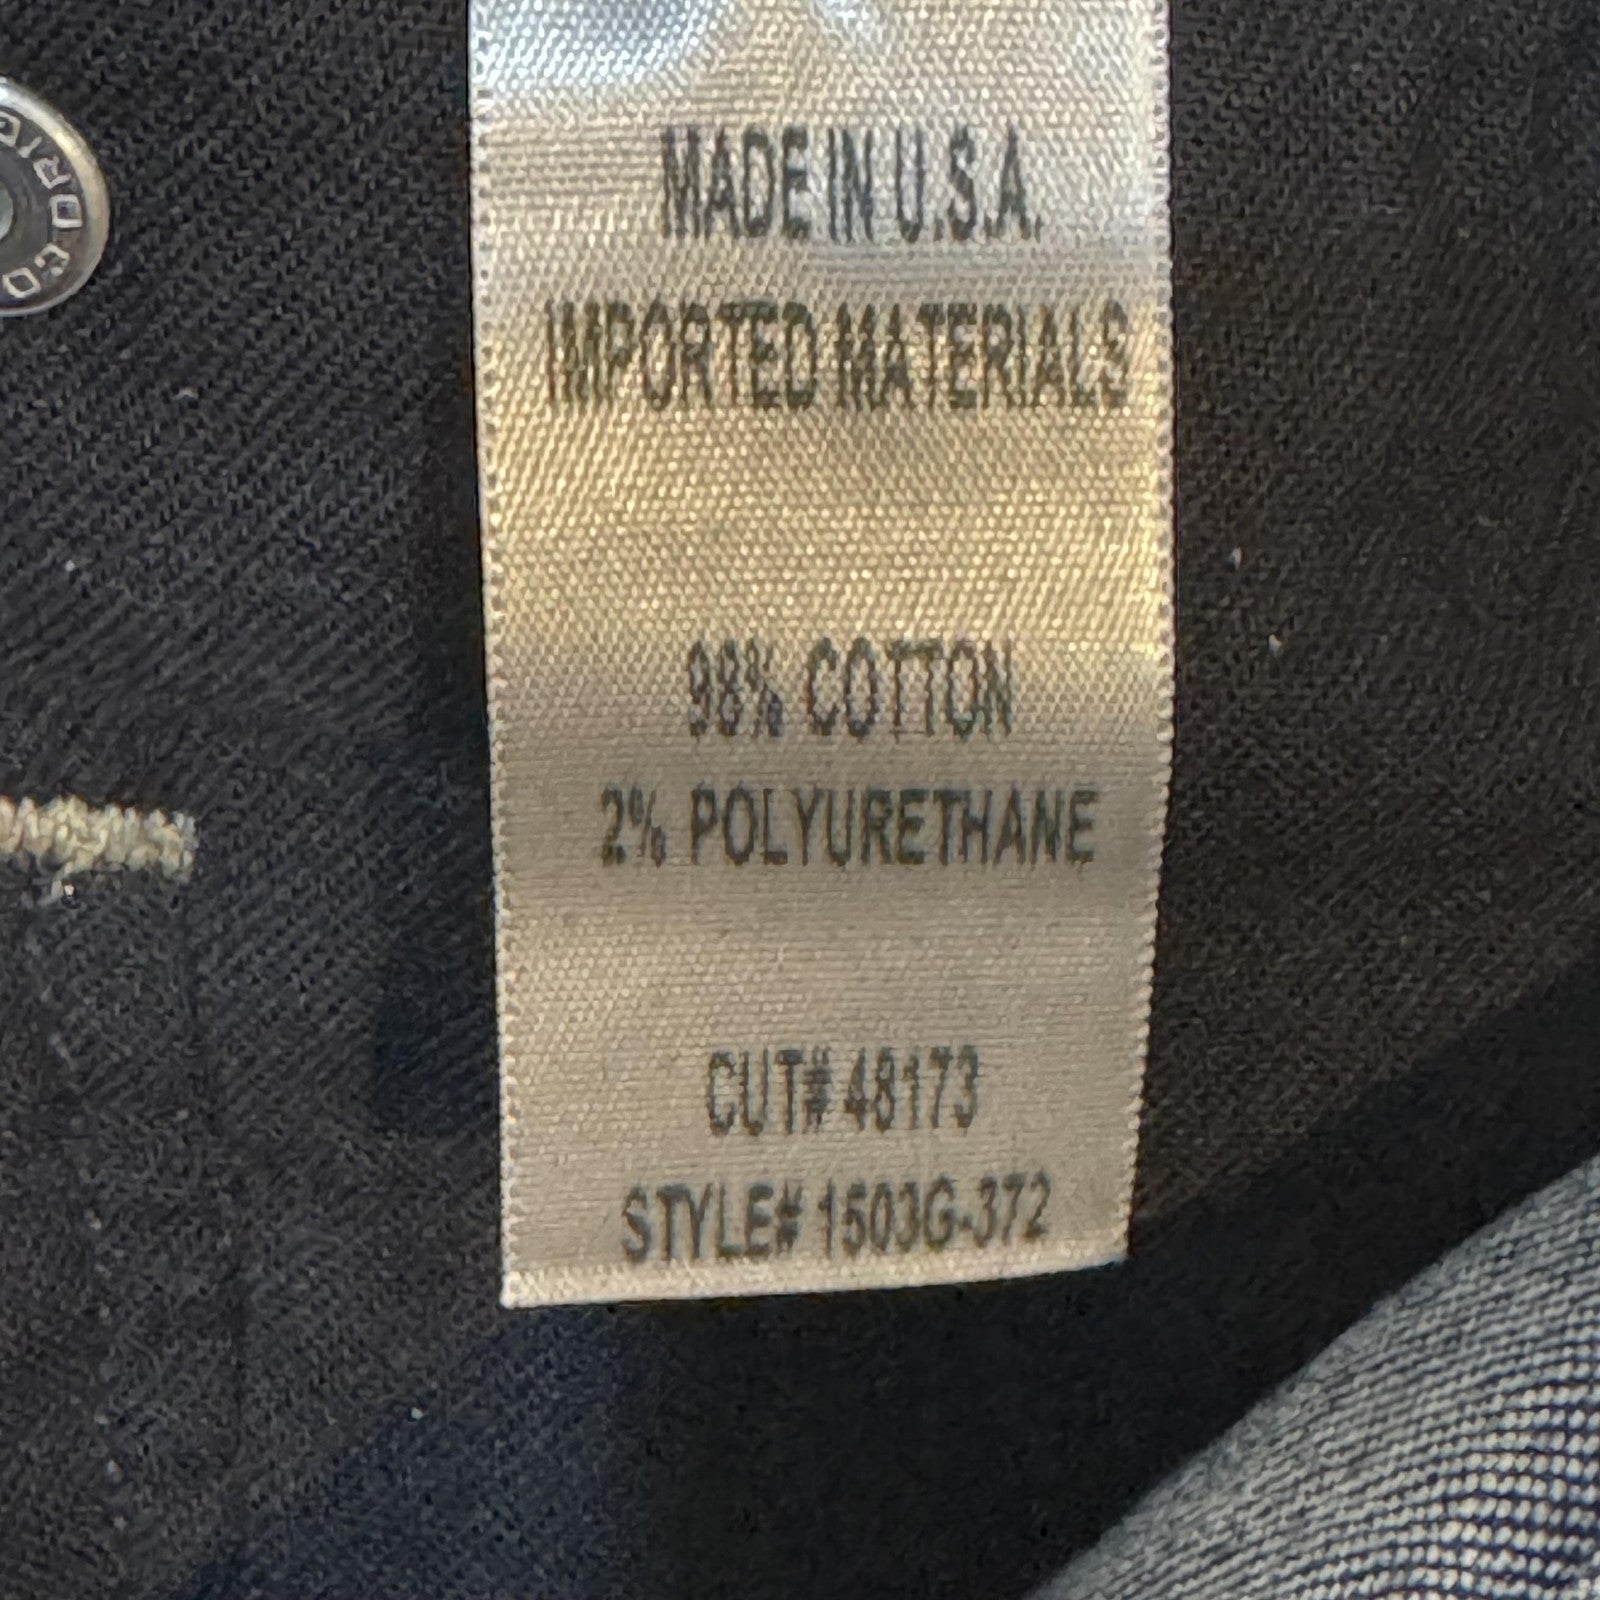 MADE IN U.S.A.
IMPORTED MATERIALS
98% COTTON
2% POLYURETHANE
CUT# 48173
STYLE# 1503G-372